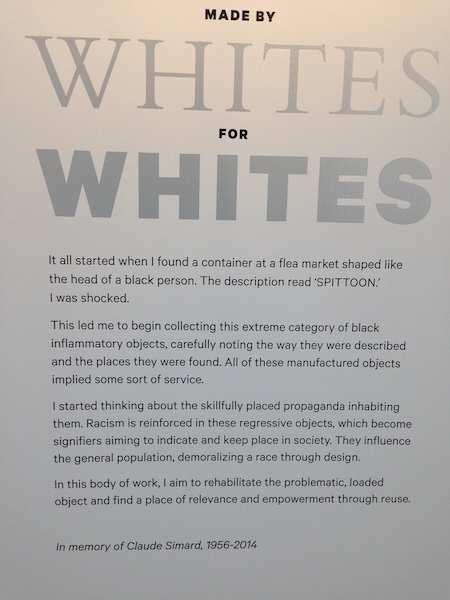 MADE BY
WHITES
FOR
WHITES
It all started when I found a container at a flea market shaped like
the head of a black person. The description read ‘SPITTOON.’
I was shocked.
This led me to begin collecting this extreme category of black
inflammatory objects, carefully noting the way they were described
and the places they were found. All of these manufactured objects
implied some sort of service.
I started thinking about the skillfully placed propaganda inhabiting
them. Racism is reinforced in these regressive objects, which become
signifiers aiming to indicate and keep place in society. They influence
the general population, demoralizing a race through design.
In this body of work, I aim to rehabilitate the problematic, loaded
object and find a place of relevance and empowerment through reuse.
In memory of Claude Simard, 1956-2014